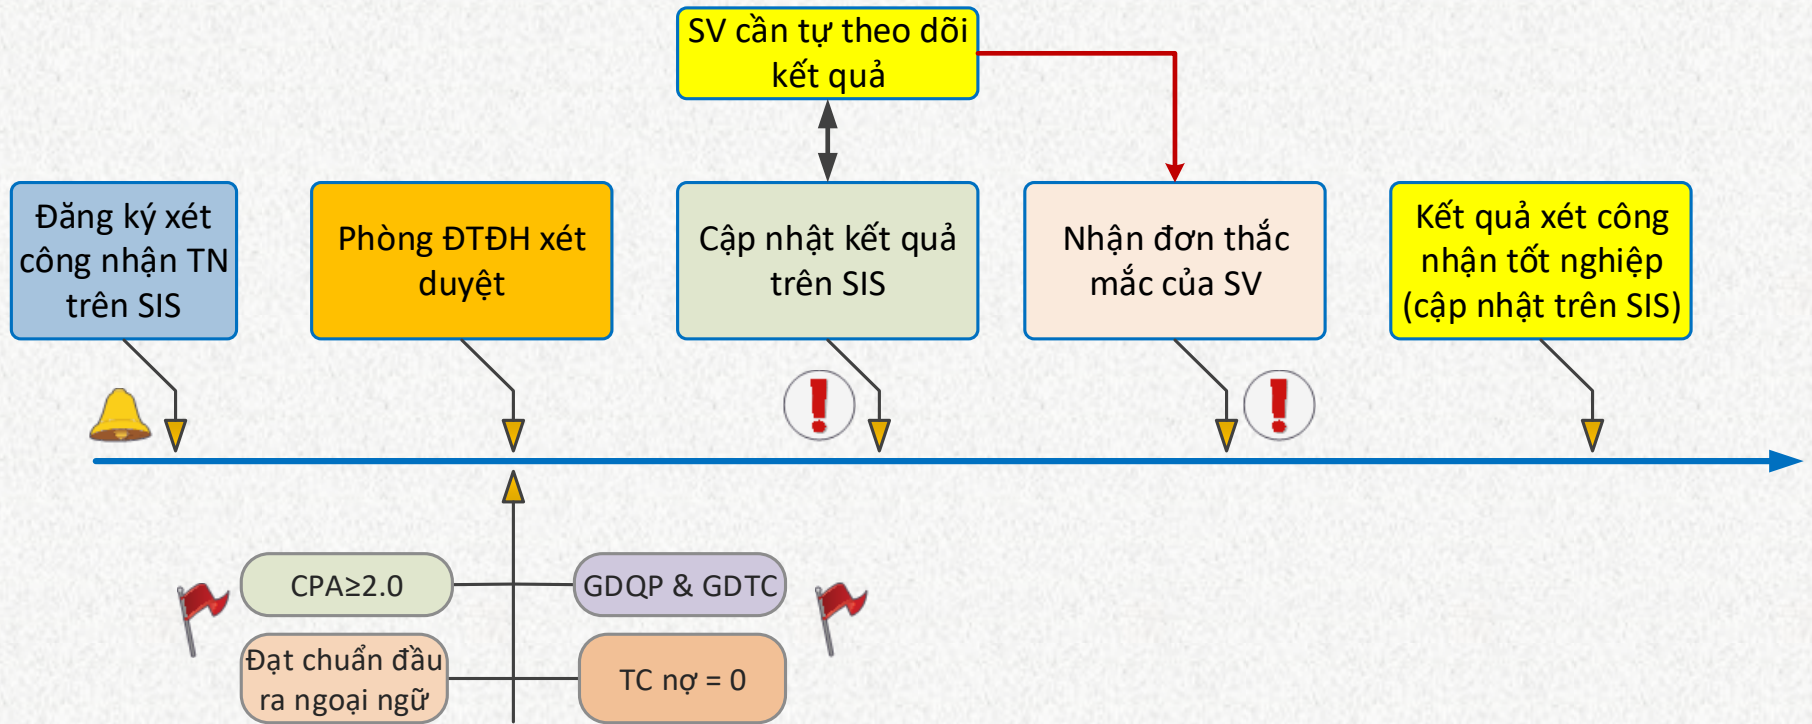 SV cần tự theo dõi
kết quả
Đăng ký xét
công nhận TN
trên SIS
Phòng ĐTĐH xét
duyệt
Cập nhật kết quả
trên SIS
Nhận đơn thắc
mắc của SV
Kết quả xét công
nhận tốt nghiệp
(cập nhật trên SIS)
CPA≥2.0
GDQP & GDTC
Đạt chuẩn đầu
ra ngoại ngữ
TC nợ = 0